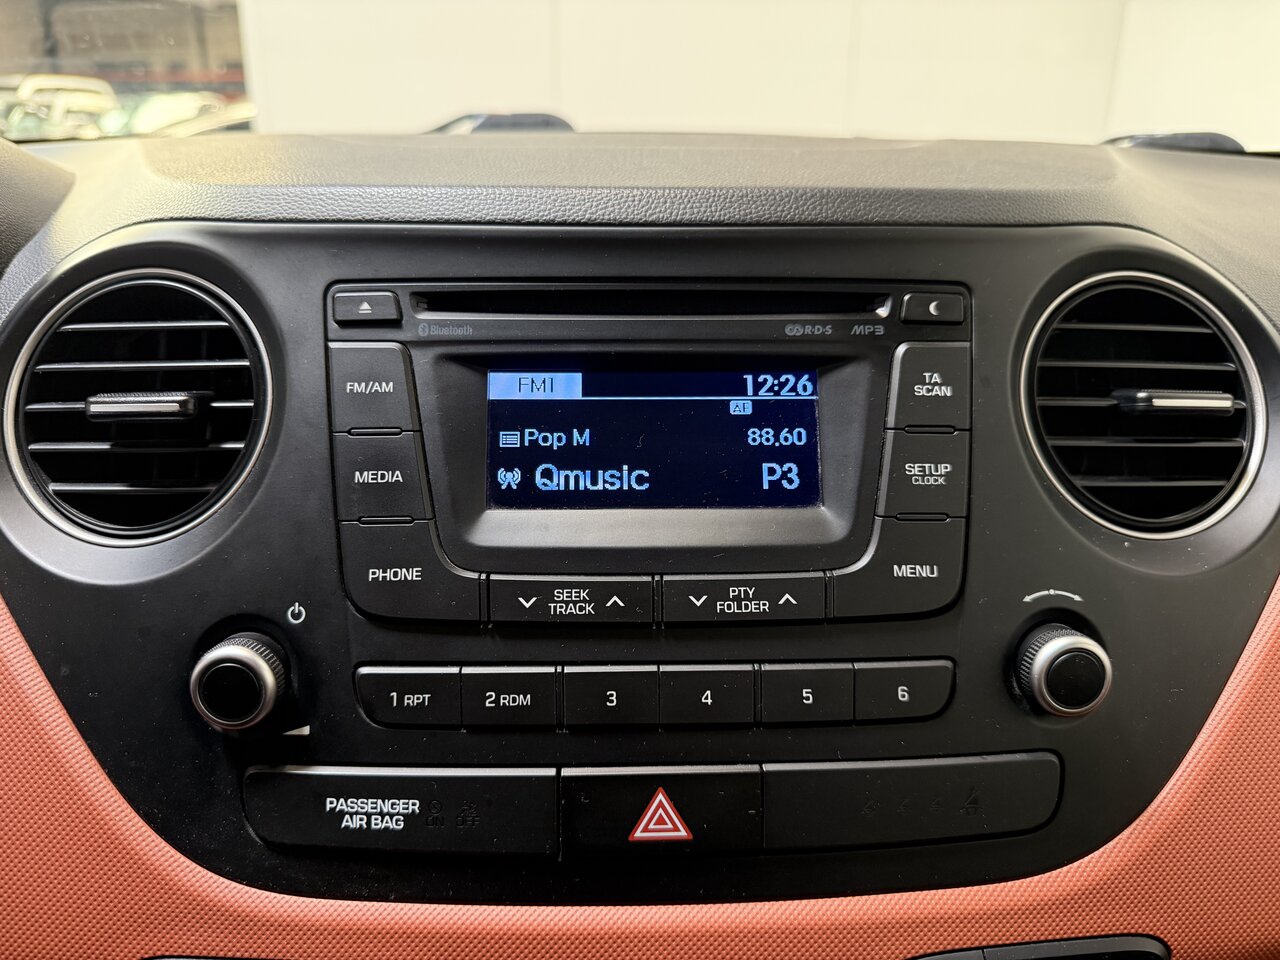 Bluetooth
R·D·S
MP3
FM/AM
FM1
12:26
TA
SCAN
AF
Pop M
88.60
MEDIA
Qmusic
P3
SETUP
CLOCK
PHONE
SEEK
TRACK
PTY
FOLDER
MENU
1 RPT
2 RDM
3
4
5
6
PASSENGER
AIR BAG
ON
OFF